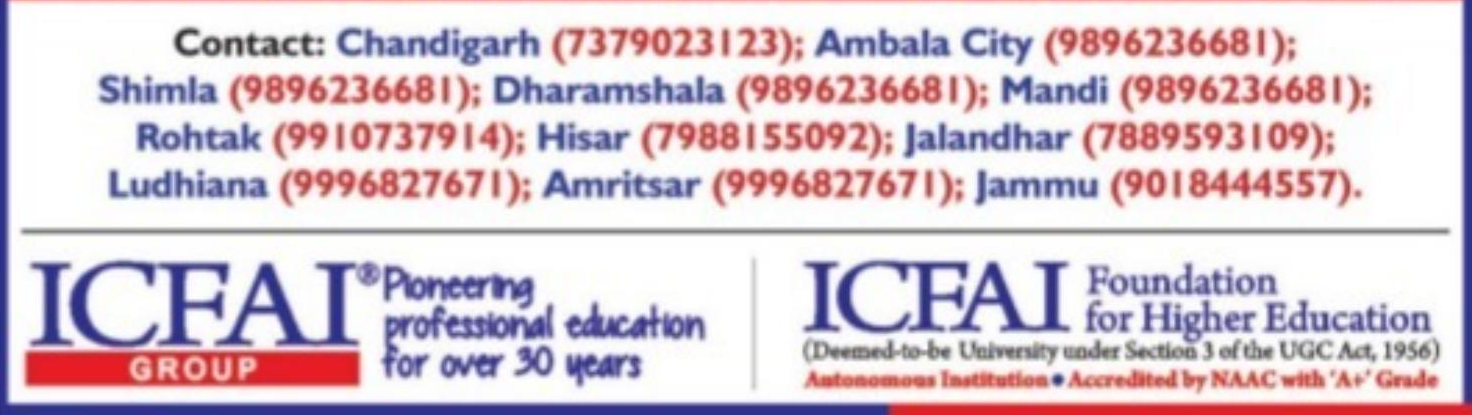 Contact: Chandigarh (7379023123); Ambala City (9896236681);
Shimla (9896236681); Dharamshala (9896236681); Mandi (9896236681);
Rohtak (9910737914); Hisar (7988155092); Jalandhar (7889593109);
Ludhiana (9996827671); Amritsar (9996827671); Jammu (9018444557).
ICFAI®
GROUP
Pioneering
professional education
for over 30 years
ICFAI
Foundation
for Higher Education
(Deemed-to-be University under Section 3 of the UGC Act, 1956)
Autonomous Institution • Accredited by NAAC with 'A+' Grade